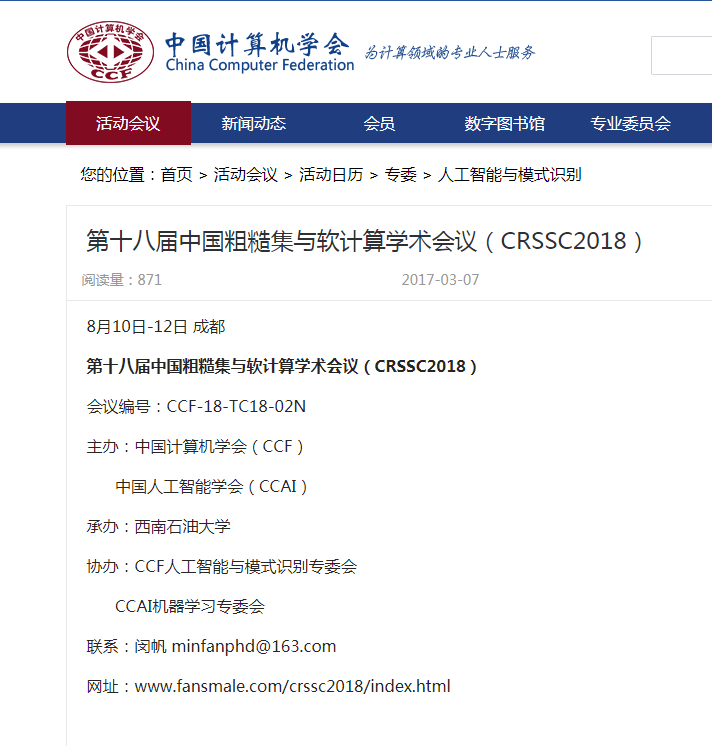 中国计算机学会
CCF
中国计算机学会
China Computer Federation
为计算领域的专业人士服务
活动会议 新闻动态 会员 数字图书馆 专业委员会
您的位置：首页 > 活动会议 > 活动日历 > 专委 > 人工智能与模式识别
第十八届中国粗糙集与软计算学术会议（CRSSC2018）
阅读量：871 2017-03-07
8月10日-12日 成都
第十八届中国粗糙集与软计算学术会议（CRSSC2018）
会议编号：CCF-18-TC18-02N
主办：中国计算机学会（CCF）
中国人工智能学会（CCAI）
承办：西南石油大学
协办：CCF人工智能与模式识别专委会
CCAI机器学习专委会
联系：闵帆 minfanphd@163.com
网址：www.fansmale.com/crssc2018/index.html